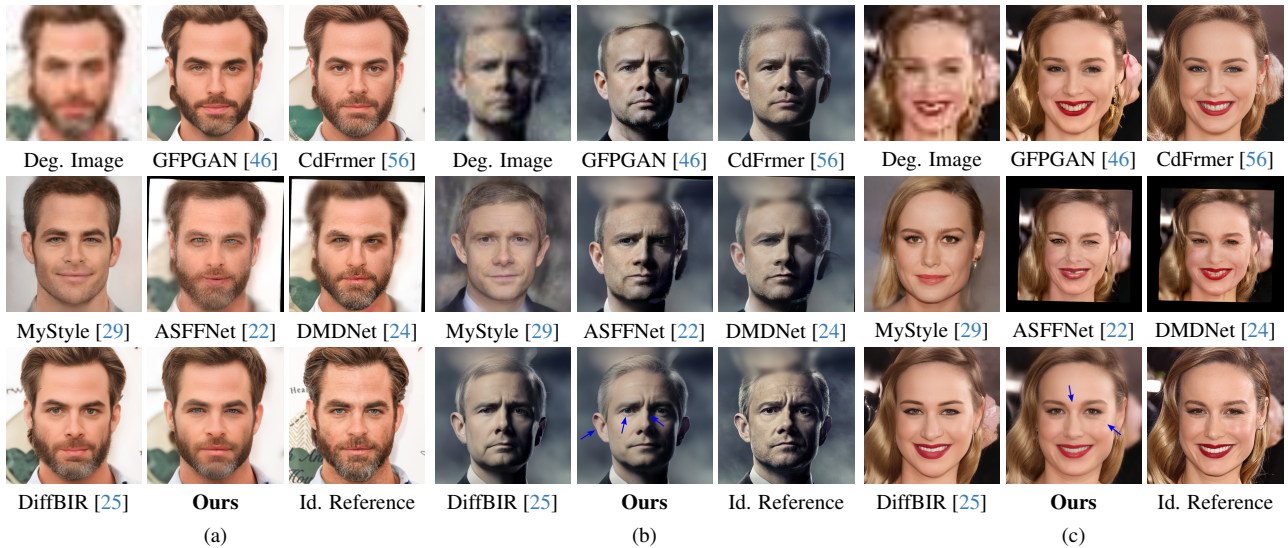 Deg. Image GFPGAN [46] CdFrmer [56] Deg. Image GFPGAN [46] CdFrmer [56] Deg. Image GFPGAN [46] CdFrmer [56]
MyStyle [29] ASFFNet [22] DMDNet [24] MyStyle [29] ASFFNet [22] DMDNet [24] MyStyle [29] ASFFNet [22] DMDNet [24]
DiffBIR [25] Ours Id. Reference DiffBIR [25] Ours Id. Reference DiffBIR [25] Ours Id. Reference
(a) (b) (c)